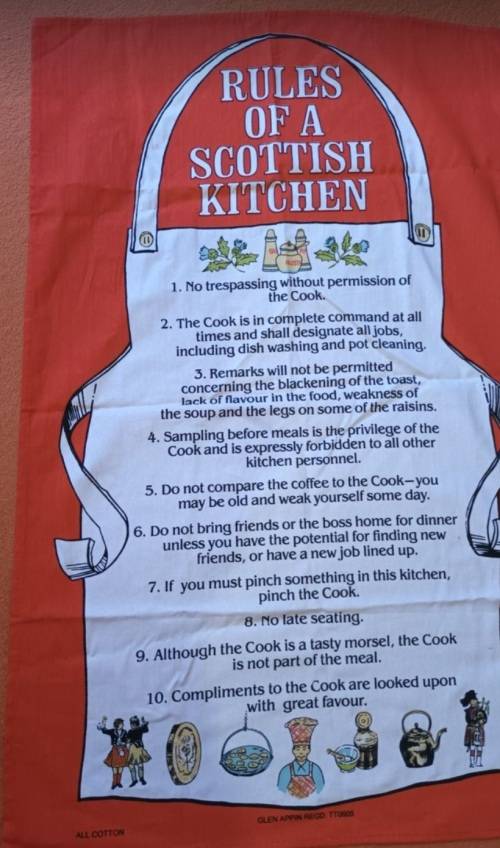 RULES
OF A
SCOTTISH
KITCHEN
1. No trespassing without permission of
the Cook.
2. The Cook is in complete command at all
times and shall designate all jobs,
including dish washing and pot cleaning.
3. Remarks will not be permitted
concerning the blackening of the toast,
lack of flavour in the food, weakness of
the soup and the legs on some of the raisins.
4. Sampling before meals is the privilege of the
Cook and is expressly forbidden to all other
kitchen personnel.
5. Do not compare the coffee to the Cook—you
may be old and weak yourself some day.
6. Do not bring friends or the boss home for dinner
unless you have the potential for finding new
friends, or have a new job lined up.
7. If you must pinch something in this kitchen,
pinch the Cook.
8. No late seating.
9. Although the Cook is a tasty morsel, the Cook
is not part of the meal.
10. Compliments to the Cook are looked upon
with great favour.
GLEN APPIN REGD. TT0605
ALL COTTON